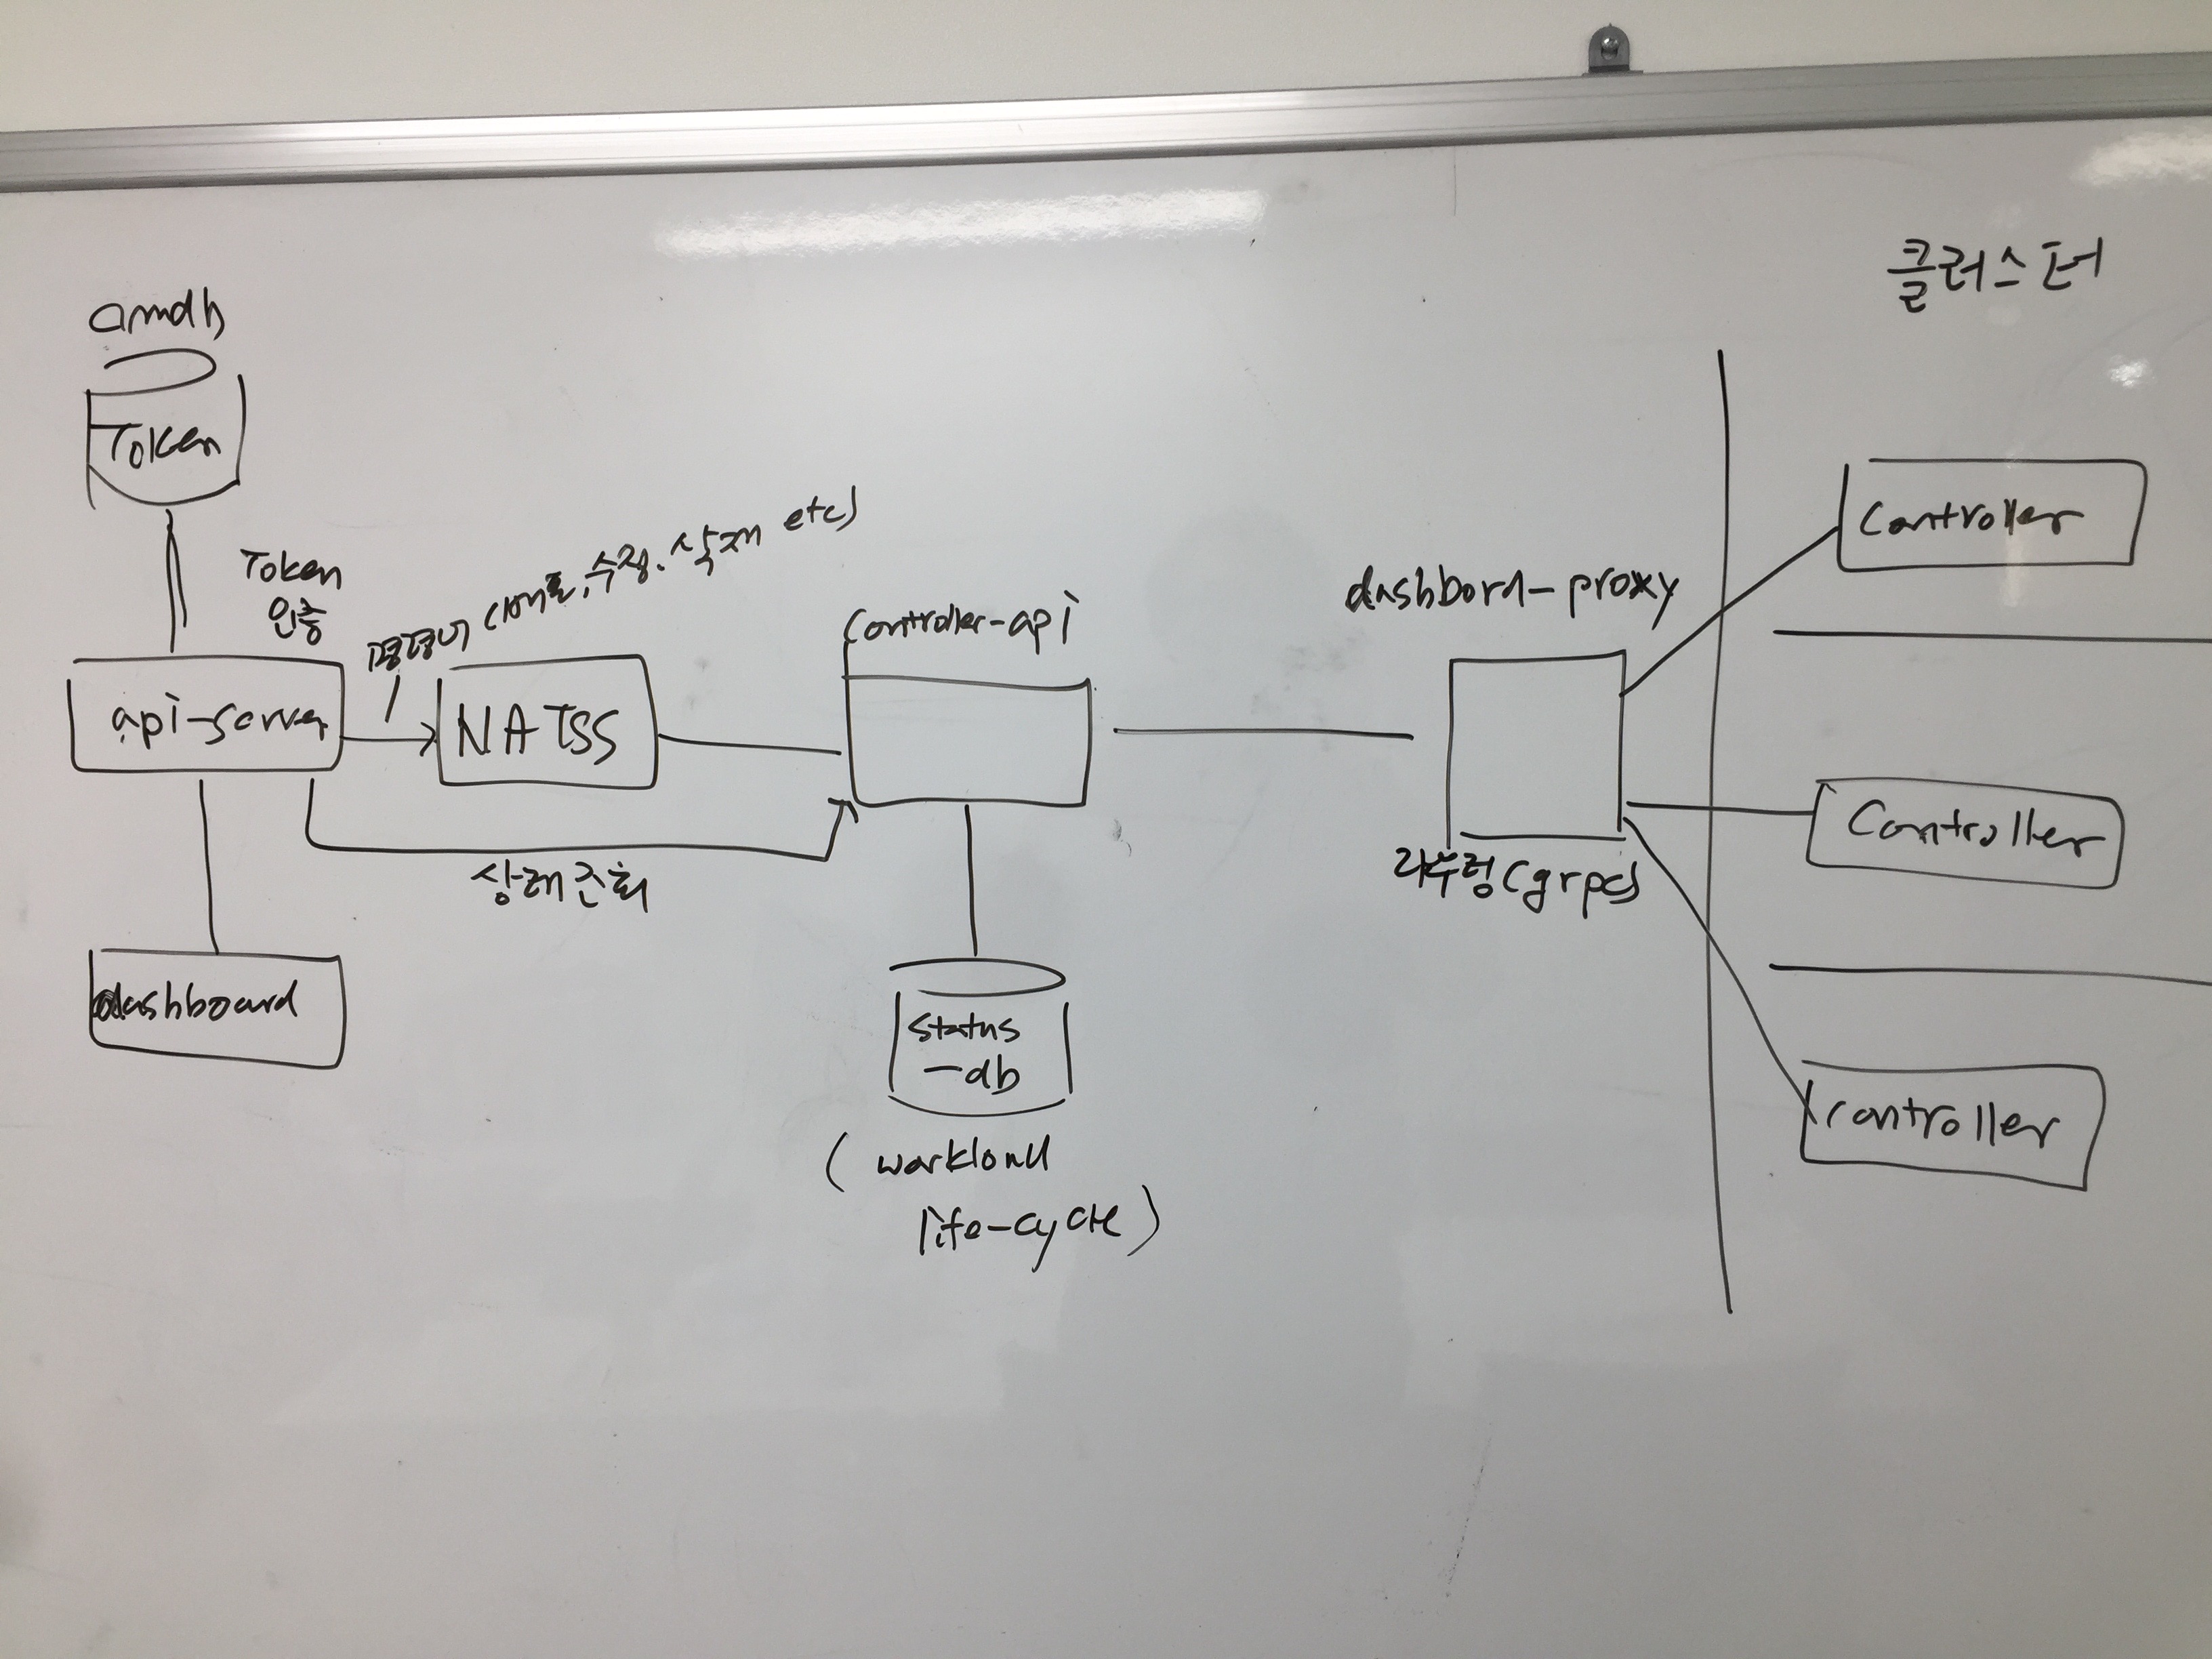 amdb
Token
Token
인증
명령어 (배포, 수정, 삭제 etc)
api-server
NATSS
controller-api
상태조회
dashboard
status
-db
(workload
life-cycle)
dashbord-proxy
라우팅(grpc)
클러스터
Controller
Controller
controller